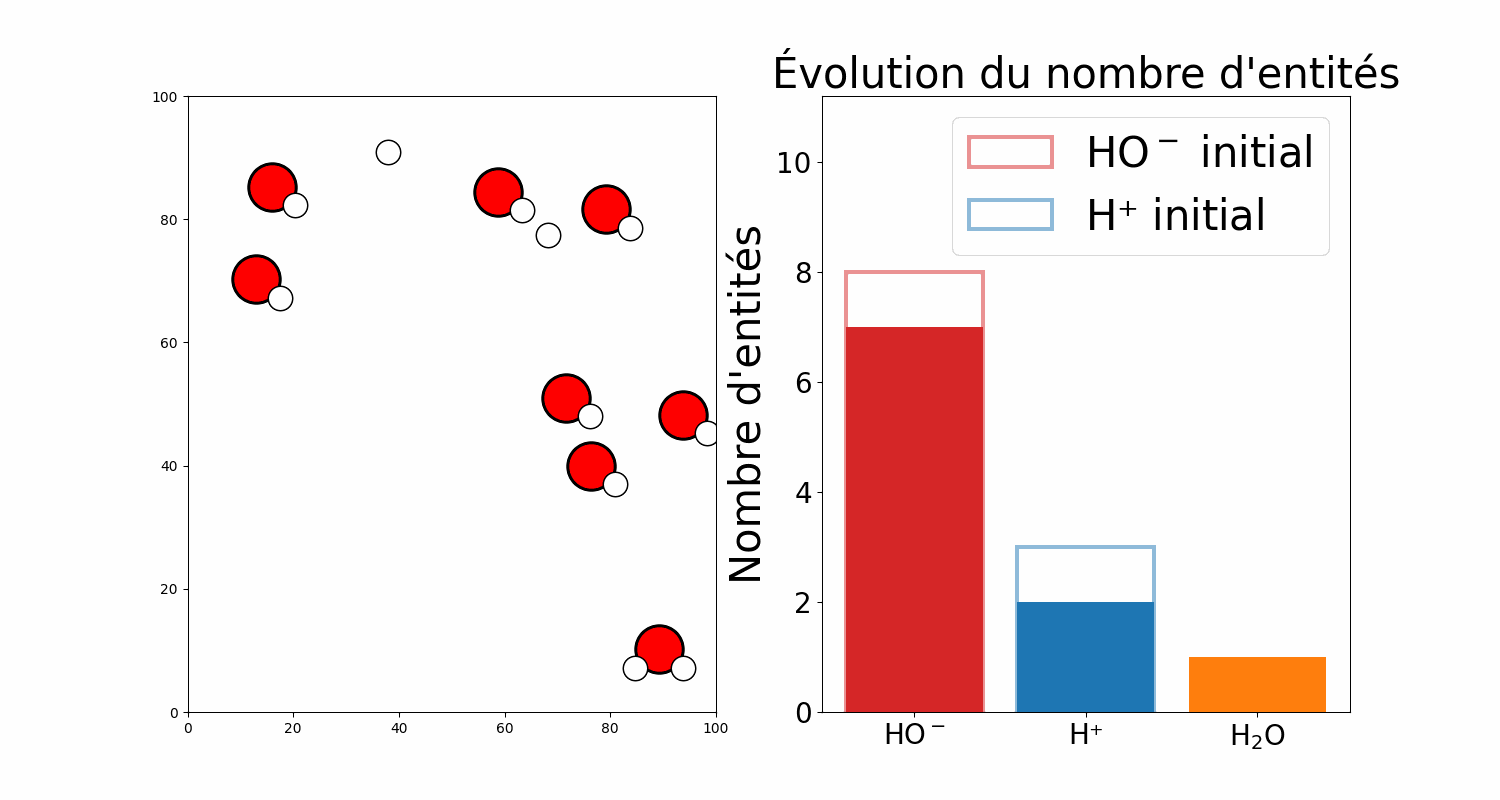 100
80
60
40
20
0
0 20 40 60 80 100
Évolution du nombre d'entités
HO⁻ initial
H⁺ initial
Nombre d'entités
10
8
6
4
2
0
HO⁻ H⁺ H₂O